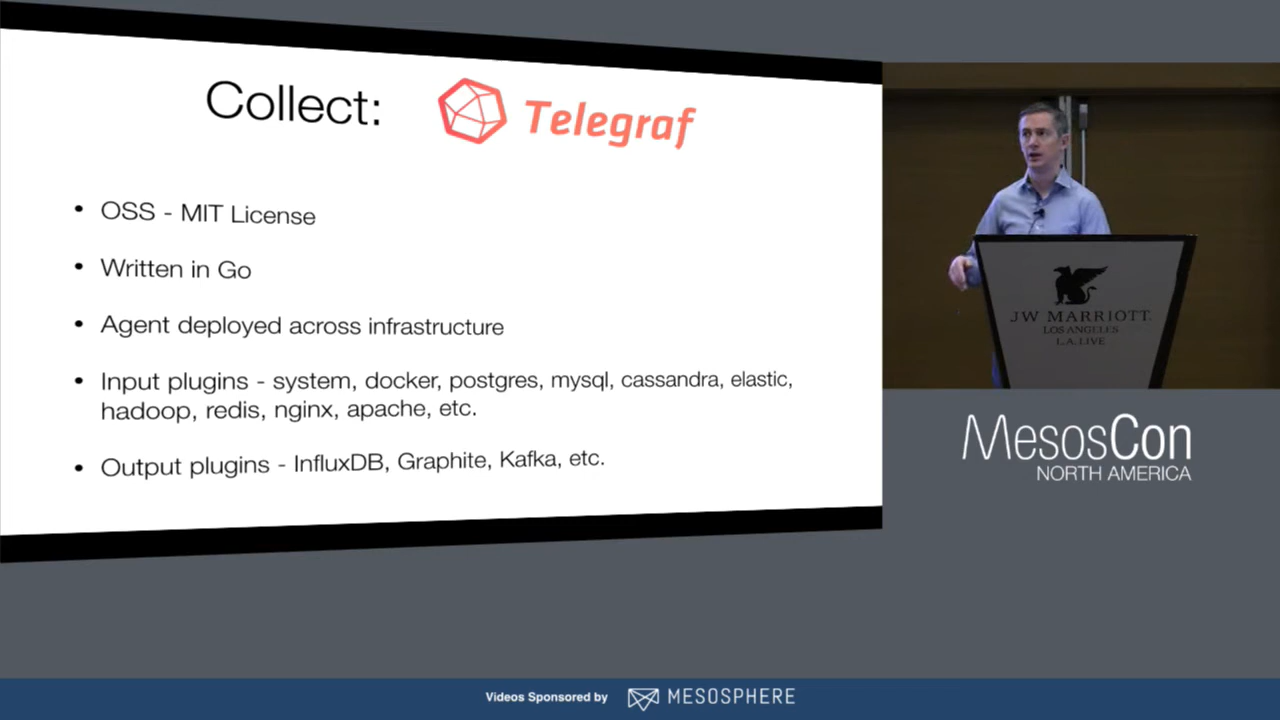 Collect:
Telegraf
• OSS - MIT License
• Written in Go
• Agent deployed across infrastructure
• Input plugins - system, docker, postgres, mysql, cassandra, elastic,
hadoop, redis, nginx, apache, etc.
• Output plugins - InfluxDB, Graphite, Kafka, etc.
JW MARRIOTT
LOS ANGELES
L.A. LIVE
MesosCon
NORTH AMERICA
Videos Sponsored by
MESOSPHERE